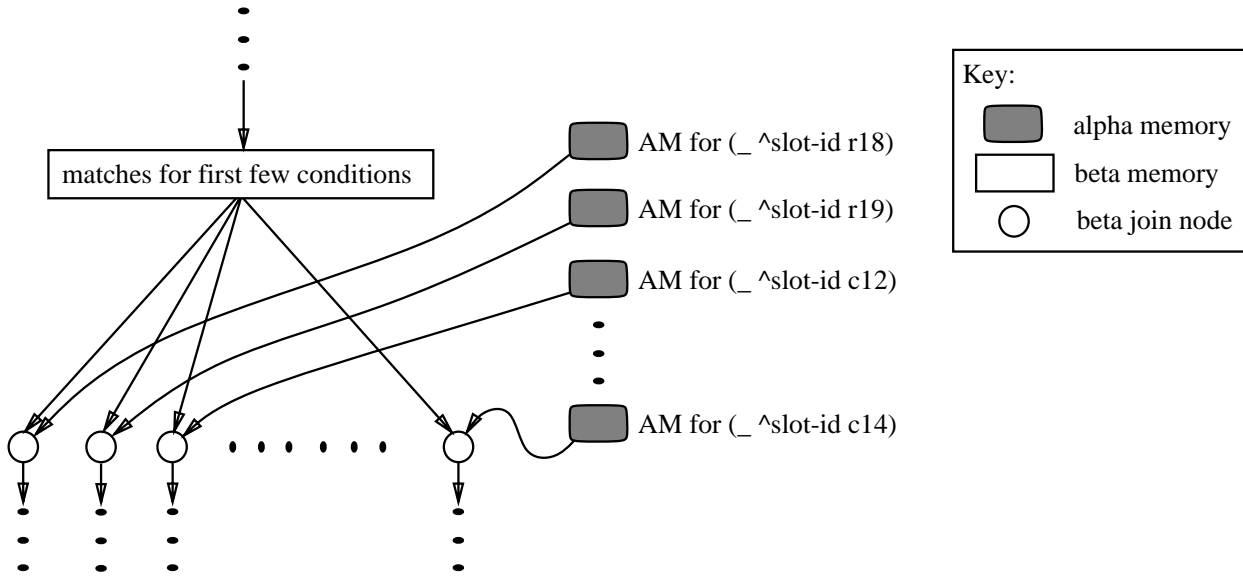 matches for first few conditions
AM for (_ ^slot-id r18)
AM for (_ ^slot-id r19)
AM for (_ ^slot-id c12)
AM for (_ ^slot-id c14)
Key:
alpha memory
beta memory
beta join node